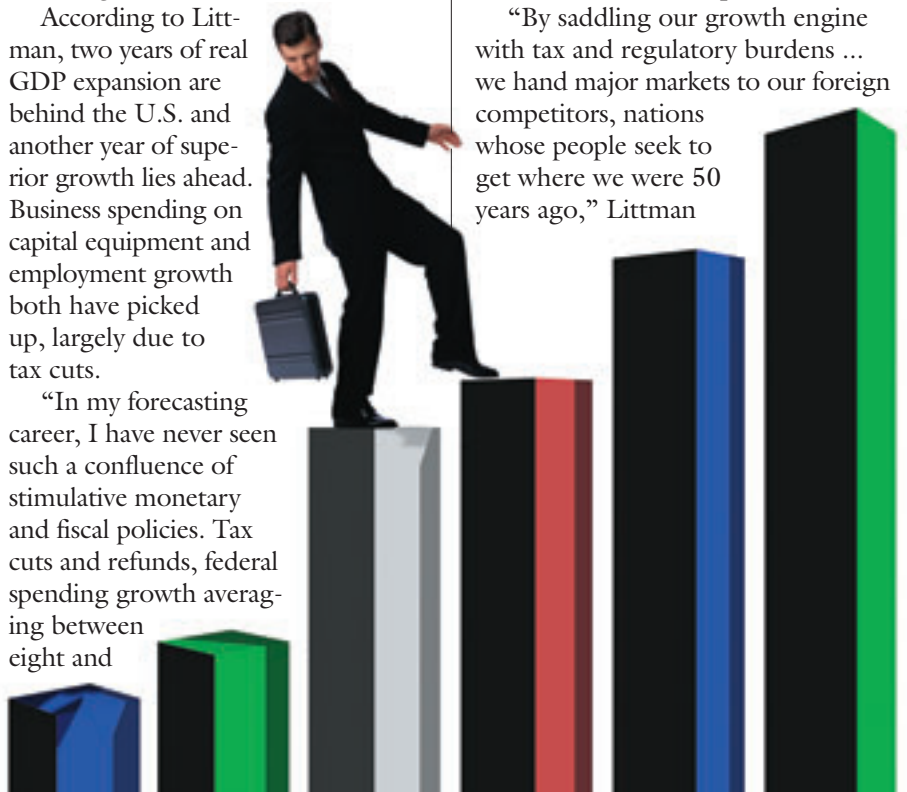 According to Litt-
man, two years of real
GDP expansion are
behind the U.S. and
another year of supe-
rior growth lies ahead.
Business spending on
capital equipment and
employment growth
both have picked
up, largely due to
tax cuts.
“In my forecasting
career, I have never seen
such a confluence of
stimulative monetary
and fiscal policies. Tax
cuts and refunds, federal
spending growth averag-
ing between
eight and
“By saddling our growth engine
with tax and regulatory burdens ...
we hand major markets to our foreign
competitors, nations
whose people seek to
get where we were 50
years ago,” Littman